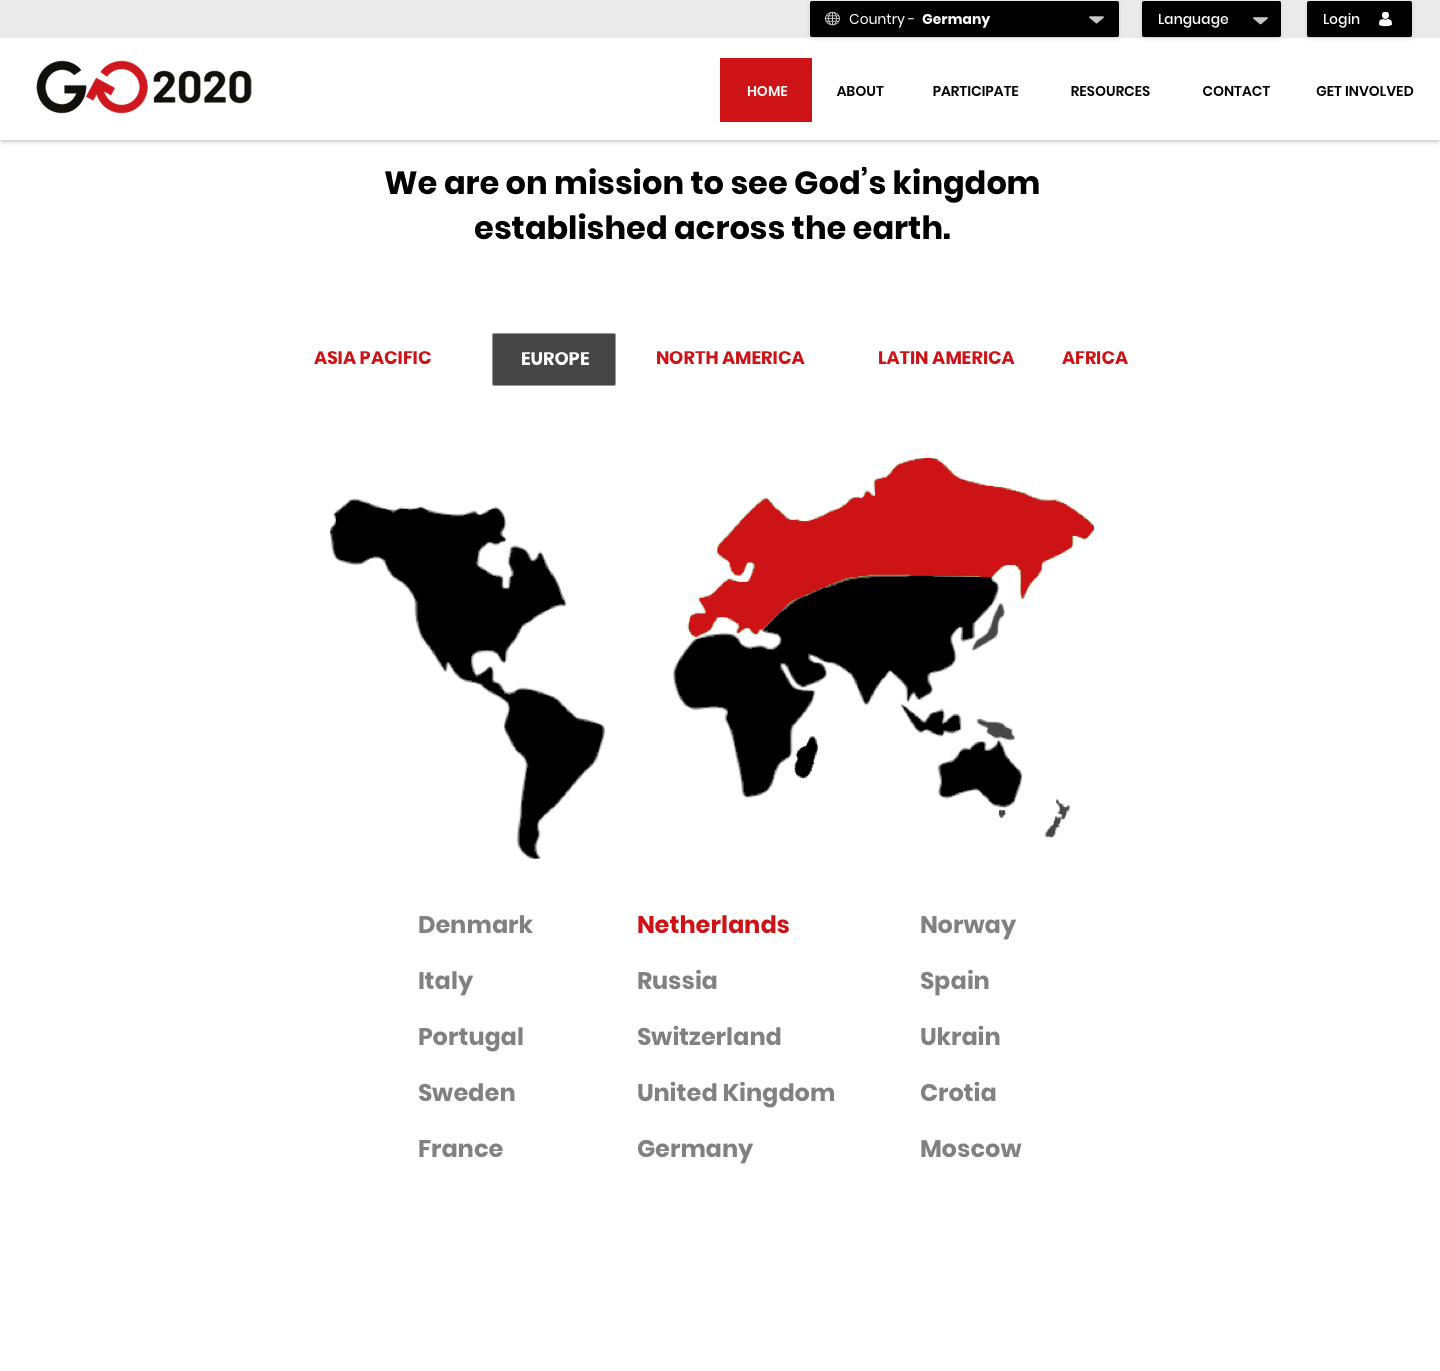 Country - Germany
Language
Login
GO2020
HOME
ABOUT
PARTICIPATE
RESOURCES
CONTACT
GET INVOLVED
We are on mission to see God’s kingdom
established across the earth.
ASIA PACIFIC
EUROPE
NORTH AMERICA
LATIN AMERICA
AFRICA
Denmark
Netherlands
Norway
Italy
Russia
Spain
Portugal
Switzerland
Ukrain
Sweden
United Kingdom
Crotia
France
Germany
Moscow